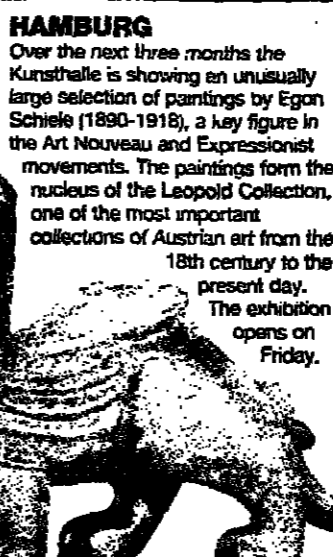 HAMBURG
Over the next three months the
Kunsthalle is showing an unusually
large selection of paintings by Egon
Schiele (1890-1918), a key figure in
the Art Nouveau and Expressionist
movements. The paintings form the
nucleus of the Leopold Collection,
one of the most important
collections of Austrian art from the
18th century to the
present day.
The exhibition
opens on
Friday.